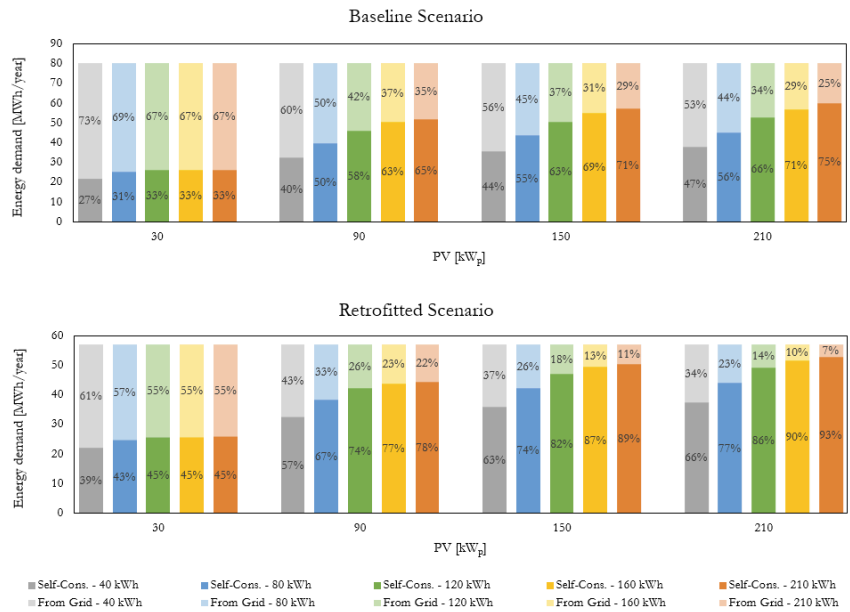 Baseline Scenario
Energy demand [MWh/year]
90
80
70
60
50
40
30
20
10
0
73% 69% 67% 67% 67%
27% 31% 33% 33% 33%
60% 50% 42% 37% 35%
40% 50% 58% 63% 65%
56% 45% 37% 31% 29%
44% 55% 63% 69% 71%
53% 44% 34% 29% 25%
47% 56% 66% 71% 75%
30 90 150 210
PV [kWp]
Retrofitted Scenario
Energy demand [MWh/year]
60
50
40
30
20
10
0
61% 57% 55% 55% 55%
39% 43% 45% 45% 45%
43% 33% 26% 23% 22%
57% 67% 74% 77% 78%
37% 26% 18% 13% 11%
63% 74% 82% 87% 89%
34% 23% 14% 10% 7%
66% 77% 86% 90% 93%
30 90 150 210
PV [kWp]
Self-Cons. - 40 kWh Self-Cons. - 80 kWh Self-Cons. - 120 kWh Self-Cons. - 160 kWh Self-Cons. - 210 kWh
From Grid - 40 kWh From Grid - 80 kWh From Grid - 120 kWh From Grid - 160 kWh From Grid - 210 kWh